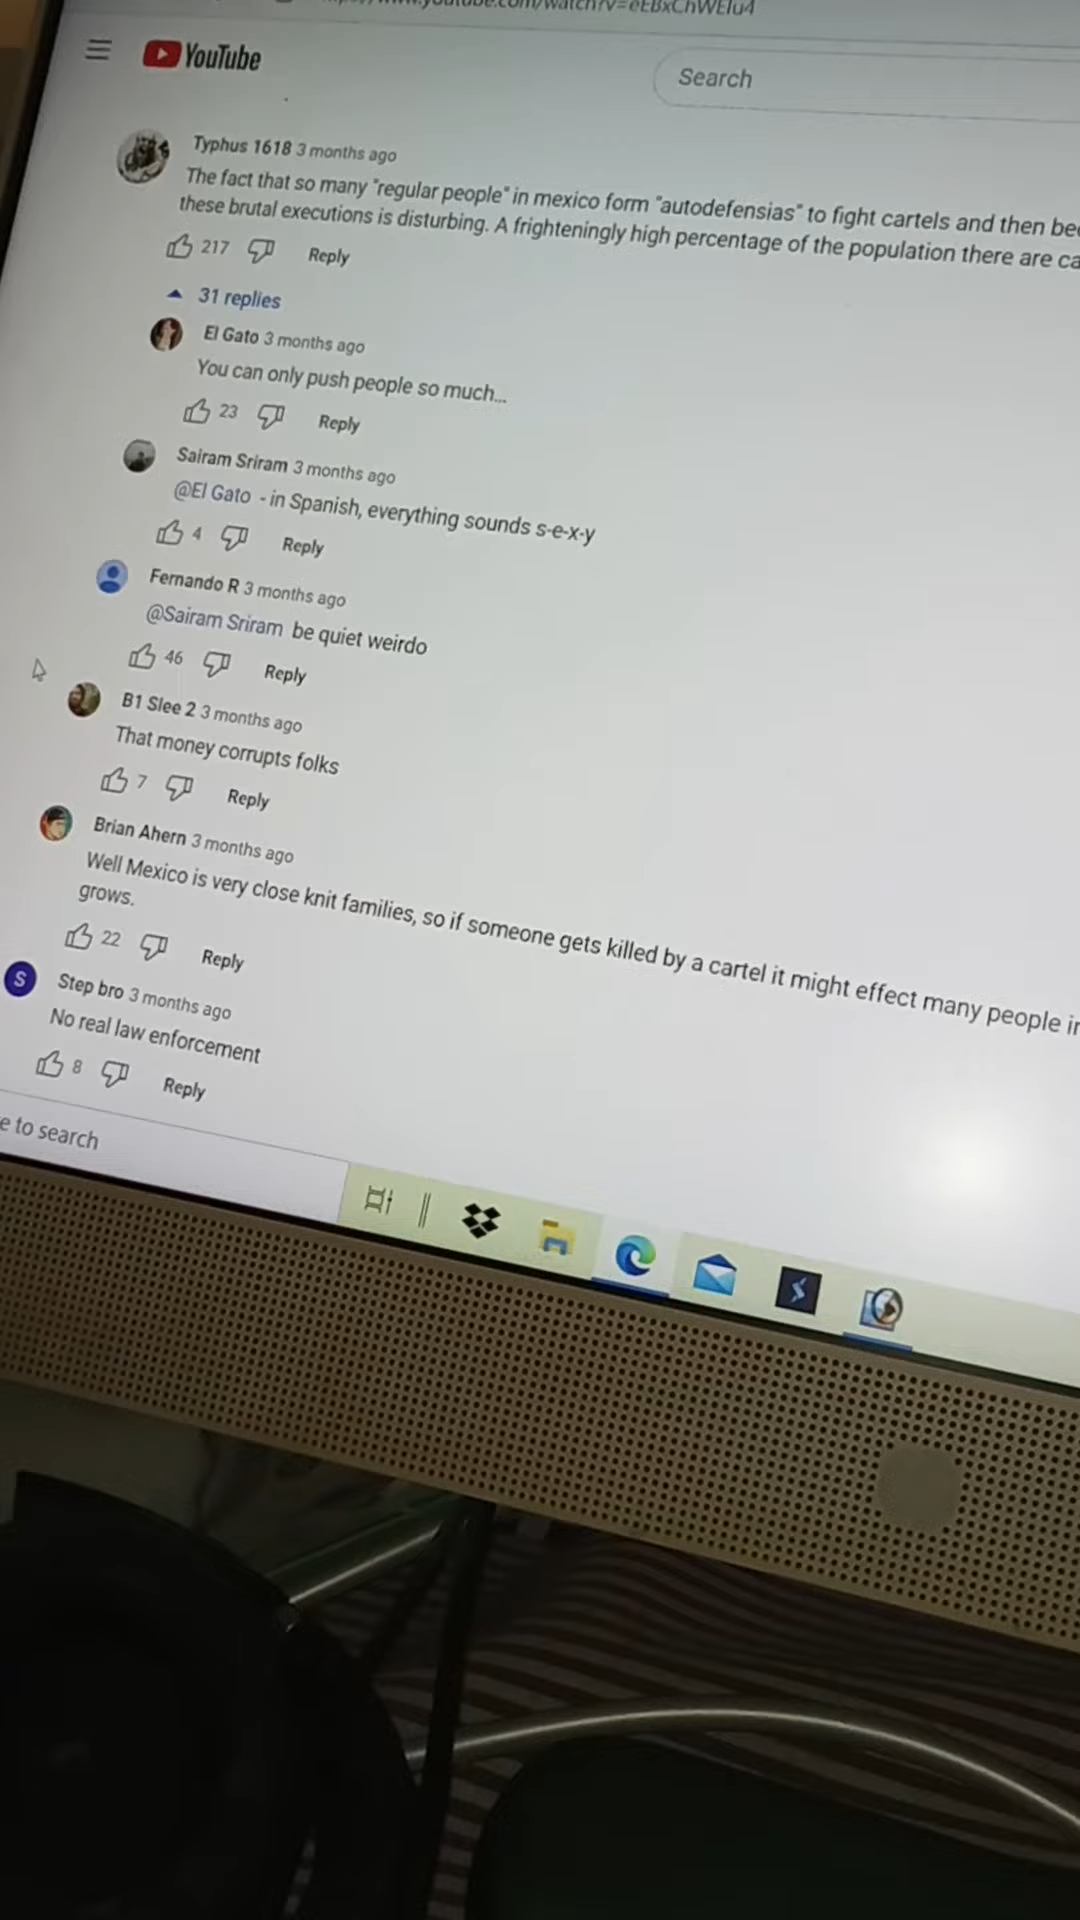 YouTube
Search
Typhus 1618 3 months ago
The fact that so many "regular people" in mexico form "autodefensias" to fight cartels and then
these brutal executions is disturbing. A frighteningly high percentage of the population there are
217 Reply
31 replies
El Gato 3 months ago
You can only push people so much...
23 Reply
Sairam Sriram 3 months ago
@El Gato - in Spanish, everything sounds s-e-x-y
4 Reply
Fernando R 3 months ago
@Sairam Sriram be quiet weirdo
46 Reply
B1 Slee 2 3 months ago
That money corrupts folks
7 Reply
Brian Ahern 3 months ago
Well Mexico is very close knit families, so if someone gets killed by a cartel it might effect many people
grows.
22 Reply
S
Step bro 3 months ago
No real law enforcement
8 Reply
to search